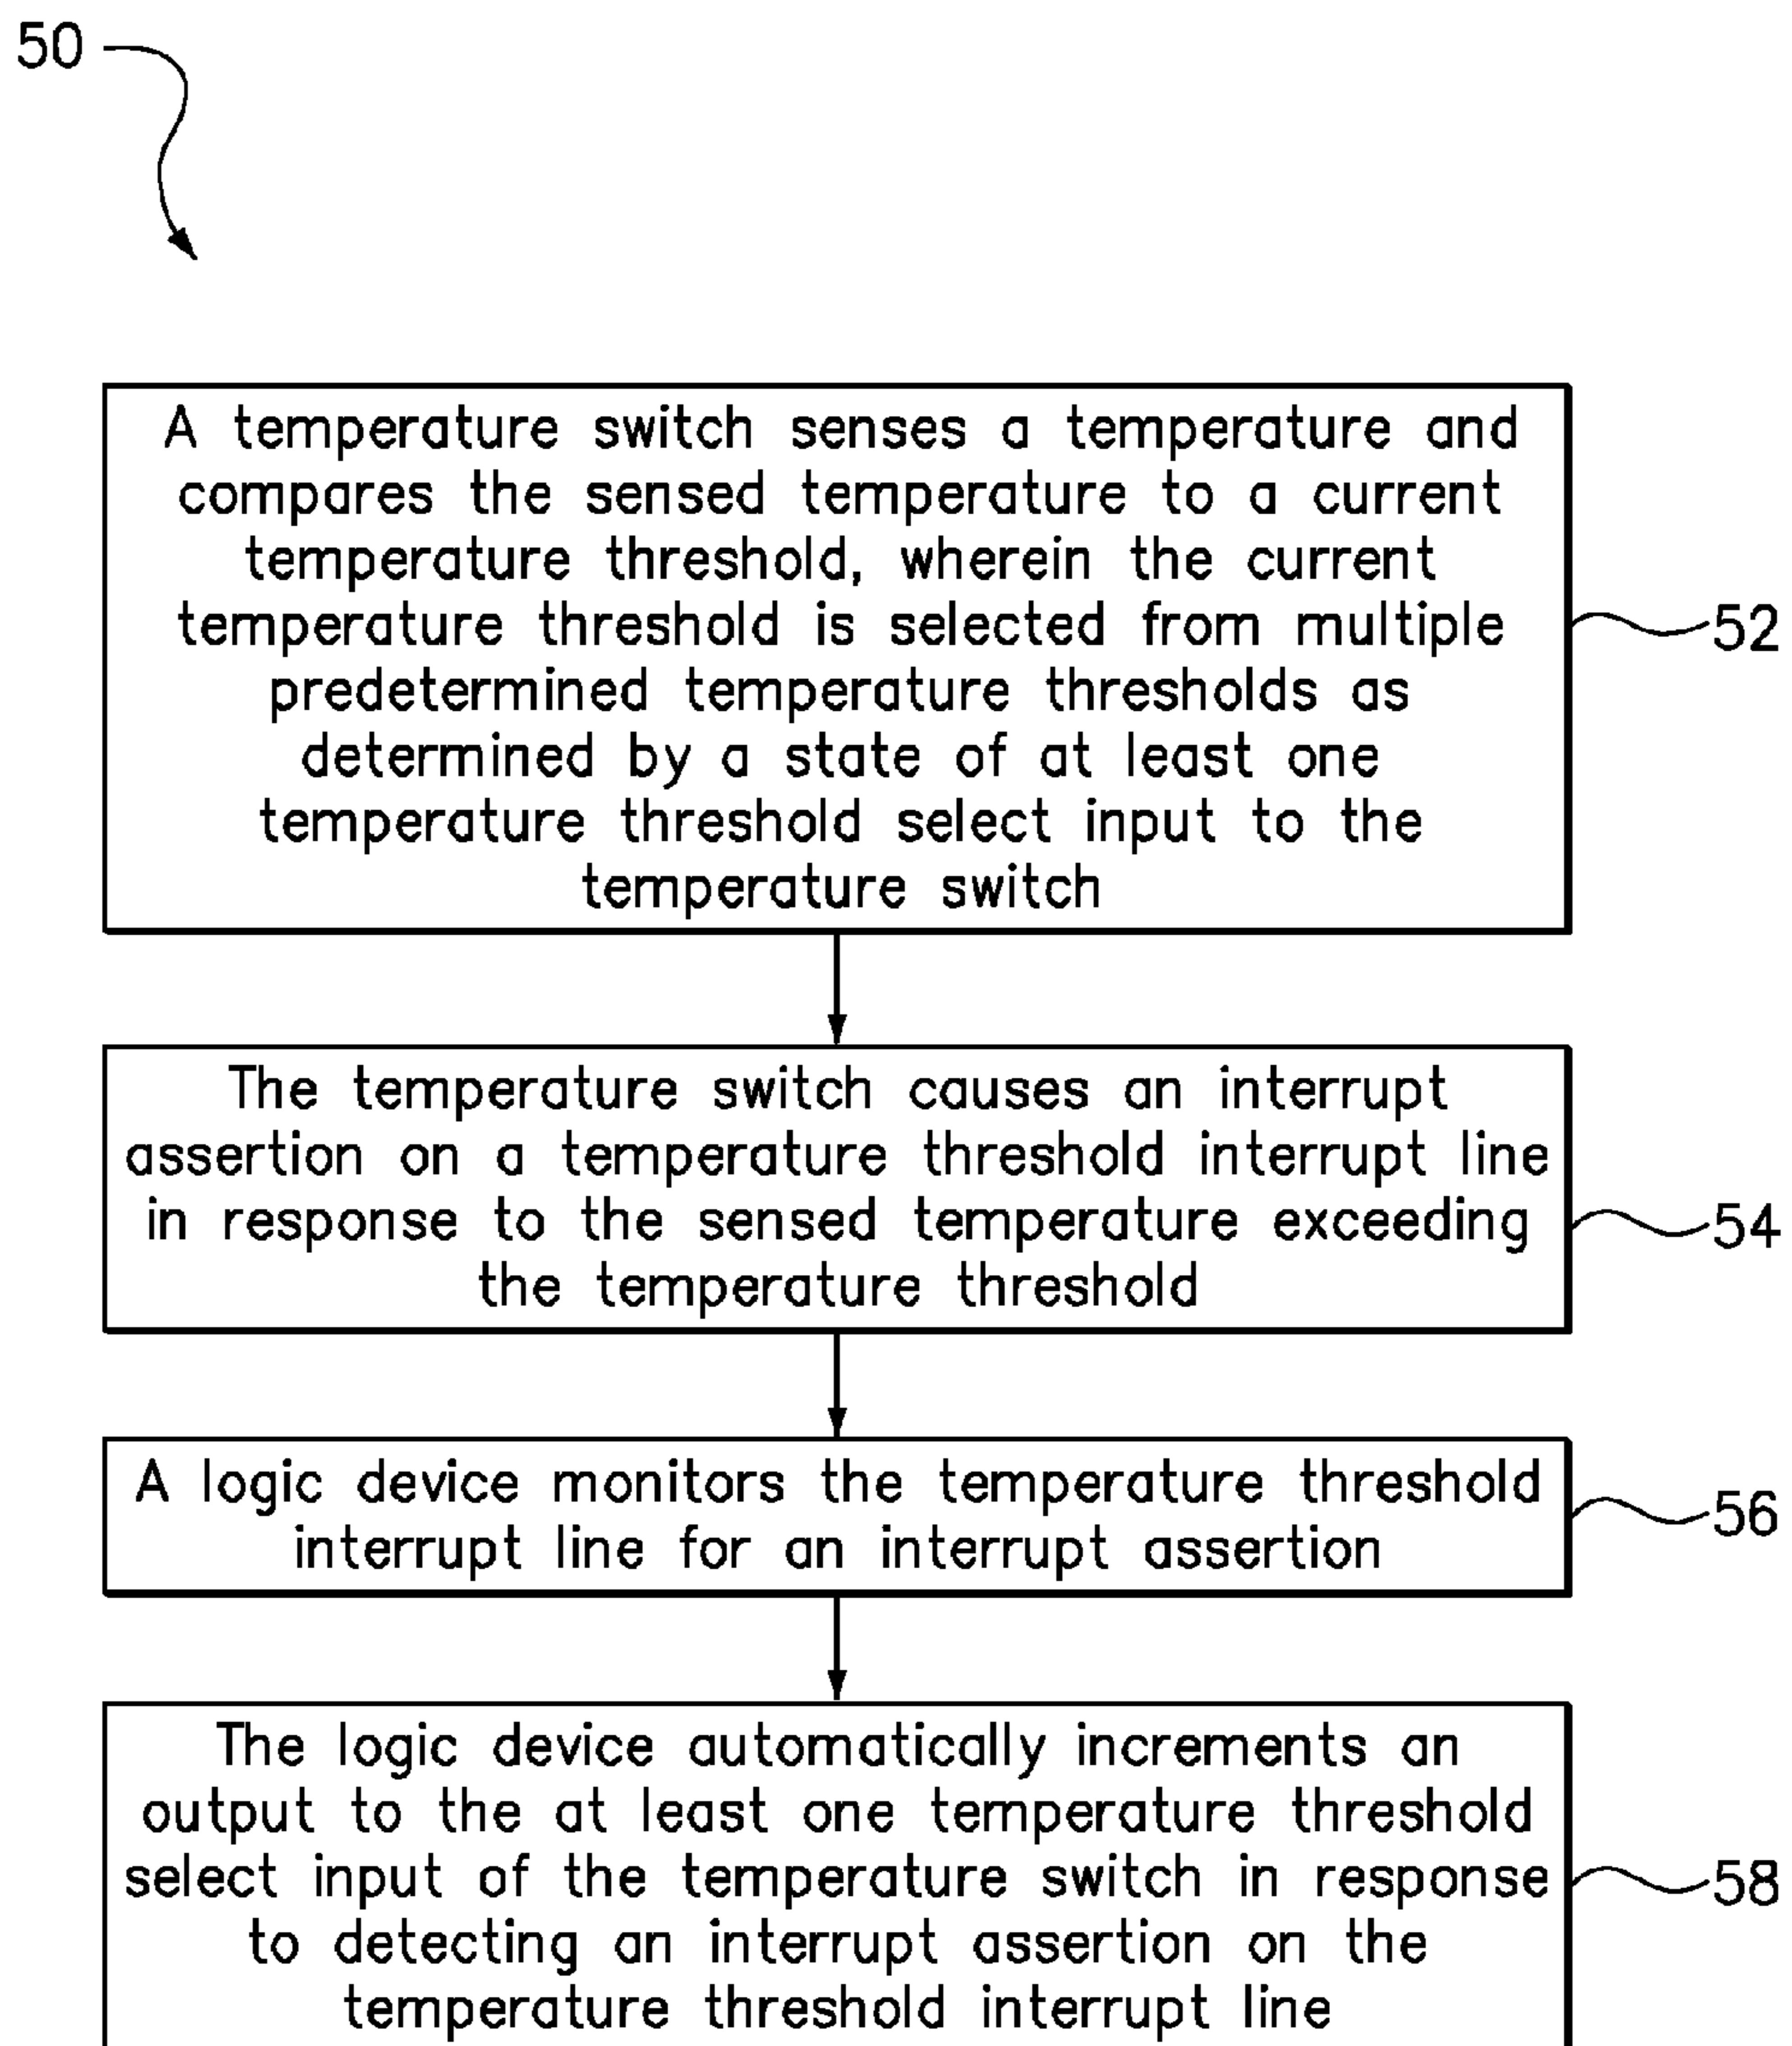 50
A temperature switch senses a temperature and
compares the sensed temperature to a current
temperature threshold, wherein the current
temperature threshold is selected from multiple
predetermined temperature thresholds as
determined by a state of at least one
temperature threshold select input to the
temperature switch
52
The temperature switch causes an interrupt
assertion on a temperature threshold interrupt line
in response to the sensed temperature exceeding
the temperature threshold
54
A logic device monitors the temperature threshold
interrupt line for an interrupt assertion
56
The logic device automatically increments an
output to the at least one temperature threshold
select input of the temperature switch in response
to detecting an interrupt assertion on the
temperature threshold interrupt line
58